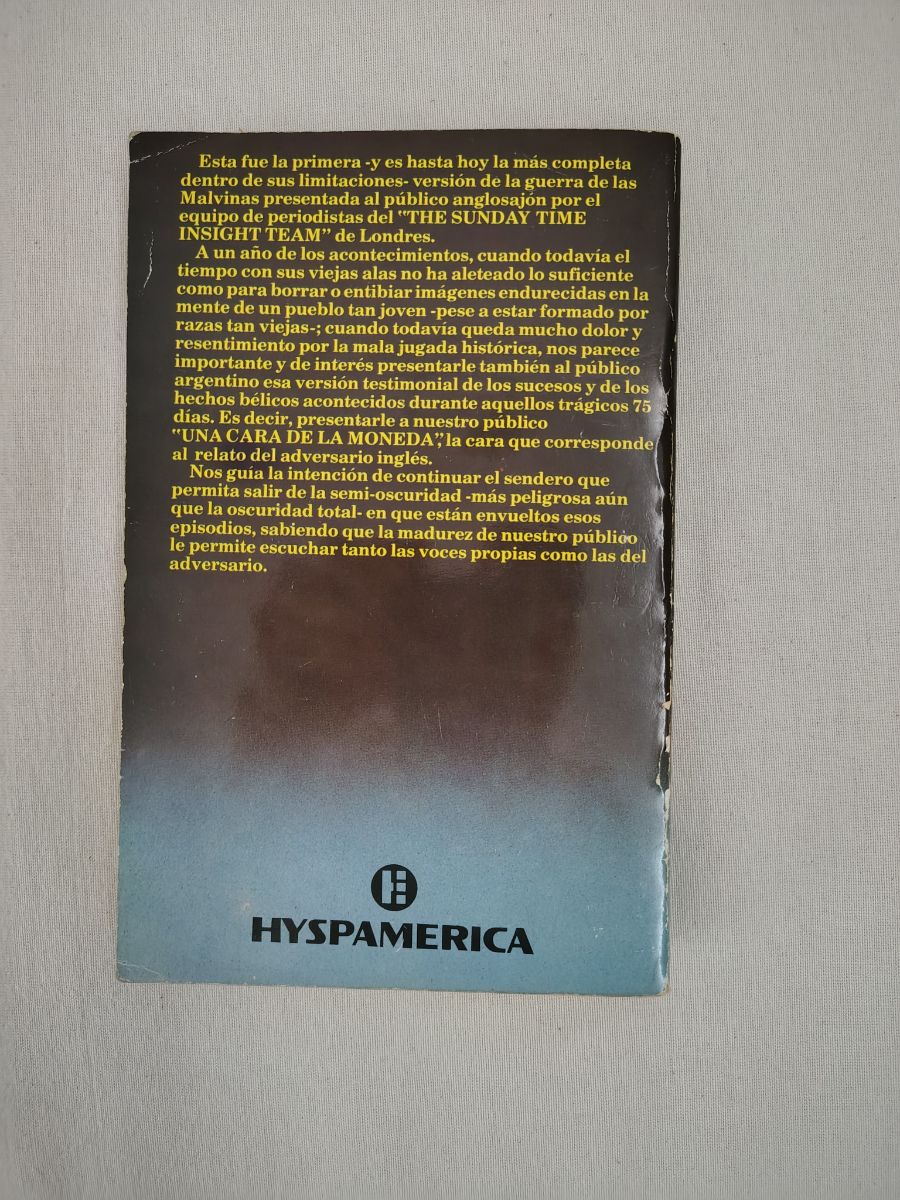 Esta fue la primera -y es hasta hoy la más completa
dentro de sus limitaciones- versión de la guerra de las
Malvinas presentada al público anglosajón por el
equipo de periodistas del "THE SUNDAY TIME
INSIGHT TEAM" de Londres.
A un año de los acontecimientos, cuando todavía el
tiempo con sus viejas alas no ha aleteado lo suficiente
como para borrar o entibiar imágenes endurecidas en la
mente de un pueblo tan joven -pese a estar formado por
razas tan viejas-; cuando todavía queda mucho dolor y
resentimiento por la mala jugada histórica, nos parece
importante y de interés presentarle también al público
argentino esa versión testimonial de los sucesos y de los
hechos bélicos acontecidos durante aquellos trágicos 75
días. Es decir, presentarle a nuestro público
"UNA CARA DE LA MONEDA", la cara que corresponde
al relato del adversario inglés.
Nos guía la intención de continuar el sendero que
permita salir de la semi-oscuridad -más peligrosa aún
que la oscuridad total- en que están envueltos esos
episodios, sabiendo que la madurez de nuestro público
le permite escuchar tanto las voces propias como las del
adversario.
HYSPAMERICA